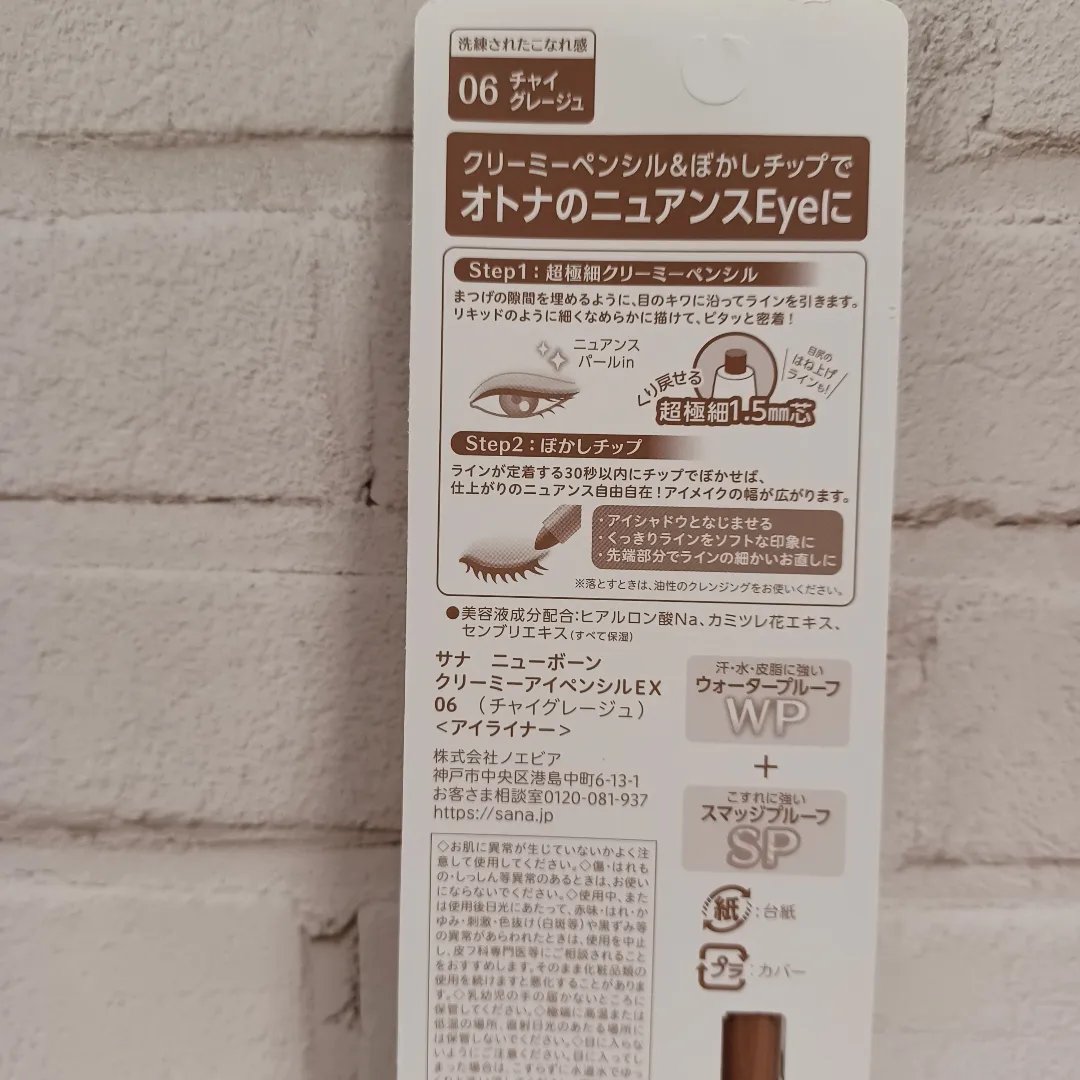 洗練されたこなれ感
06 チャイ
グレージュ
クリーミーペンシル&ぼかしチップで
オトナのニュアンスEyeに
Step1：超極細クリーミーペンシル
まつげの隙間を埋めるように、目のキワに沿ってラインを引きます。
リキッドのように細くなめらかに描けて、ピタッと密着！
ニュアンス
パールin
くり戻せる
超極細1.5mm芯
目尻の
はね上げ
ラインも！
Step2：ぼかしチップ
ラインが定着する30秒以内にチップでぼかせば、
仕上がりのニュアンス自由自在！アイメイクの幅が広がります。
・アイシャドウとなじませる
・くっきりラインをソフトな印象に
・先端部分でラインの細かいお直しに
※落とすときは、油性のクレンジングをお使いください。
●美容液成分配合：ヒアルロン酸Na、カミツレ花エキス、
センブリエキス(すべて保湿)
サナ ニューボーン
クリーミーアイペンシルEX
06 （チャイグレージュ）
＜アイライナー＞
株式会社ノエビア
神戸市中央区港島中町6-13-1
お客さま相談室0120-081-937
https://sana.jp
汗・水・皮脂に強い
ウォータープルーフ
WP
+
こすれに強い
スマッジプルーフ
SP
紙：台紙
プラ：カバー
◇お肌に異常が生じていないかよく注
意して使用してください。◇傷・はれも
の・しっしん等異常のあるときは、お使い
にならないでください。◇使用中、また
は使用後日光にあたって、赤味・はれ・か
ゆみ・刺激・色抜け(白斑等)や黒ずみ等
の異常があらわれたときは、使用を中止
し、皮フ科専門医等にご相談されること
をおすすめします。そのまま化粧品類の
使用を続けますと悪化することがありま
す。◇乳幼児の手の届かないところに
保管してください。◇極端に高温または
低温の場所、直射日光のあたる場所に
は保管しないでください。◇目に入らな
いようにご注意ください。目に入ってし
まった場合は、こすらずに水道水でゆっ